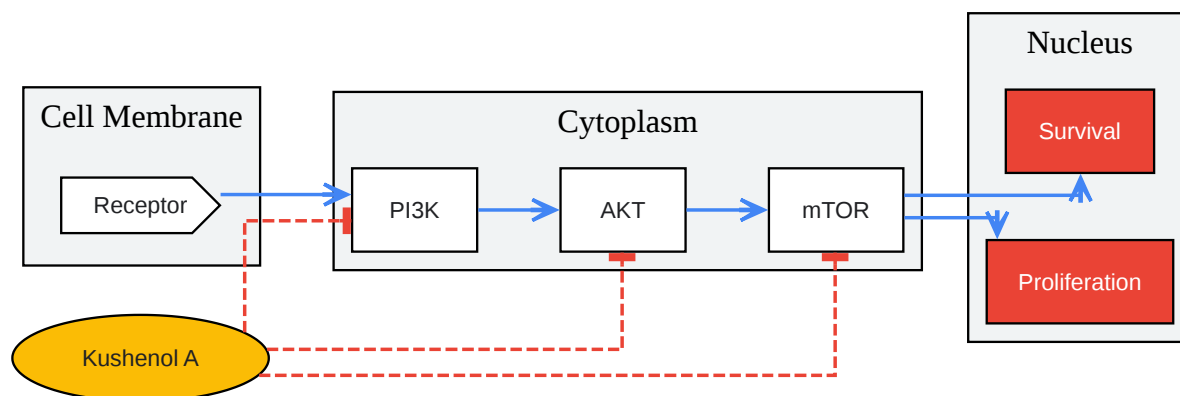 Nucleus
Cell Membrane
Cytoplasm
Survival
Receptor
PI3K
AKT
mTOR
Proliferation
Kushenol A